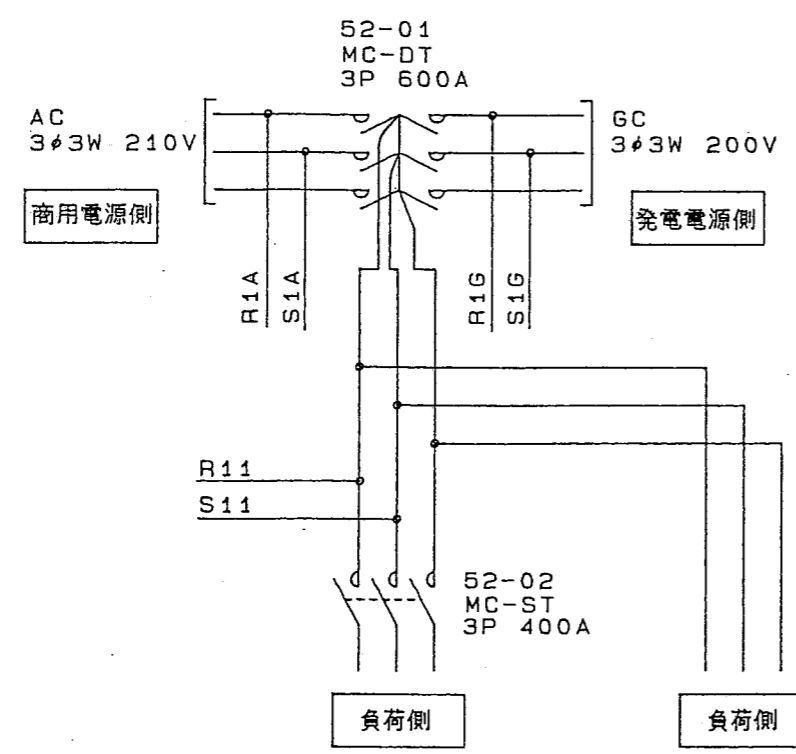 52-01
MC-DT
3P 600A
AC
3φ3W 210V
GC
3φ3W 200V
商用電源側
発電電源側
R1A
S1A
R1G
S1G
R11
S11
52-02
MC-ST
3P 400A
負荷側
負荷側